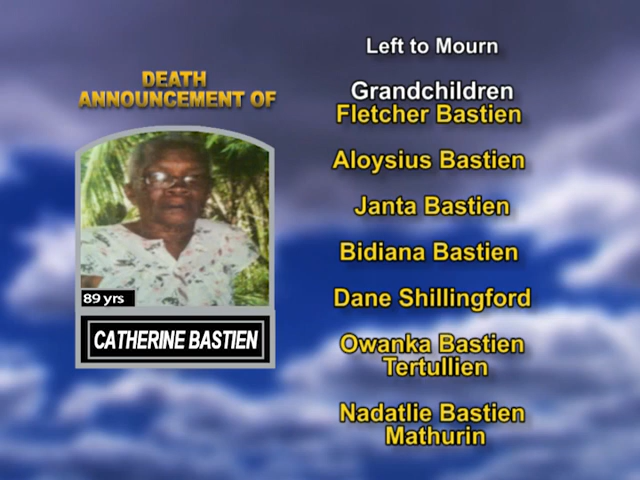 DEATH
ANNOUNCEMENT OF
89 yrs
CATHERINE BASTIEN
Left to Mourn
Grandchildren
Fletcher Bastien
Aloysius Bastien
Janta Bastien
Bidiana Bastien
Dane Shillingford
Owanka Bastien
Tertullien
Nadatlie Bastien
Mathurin